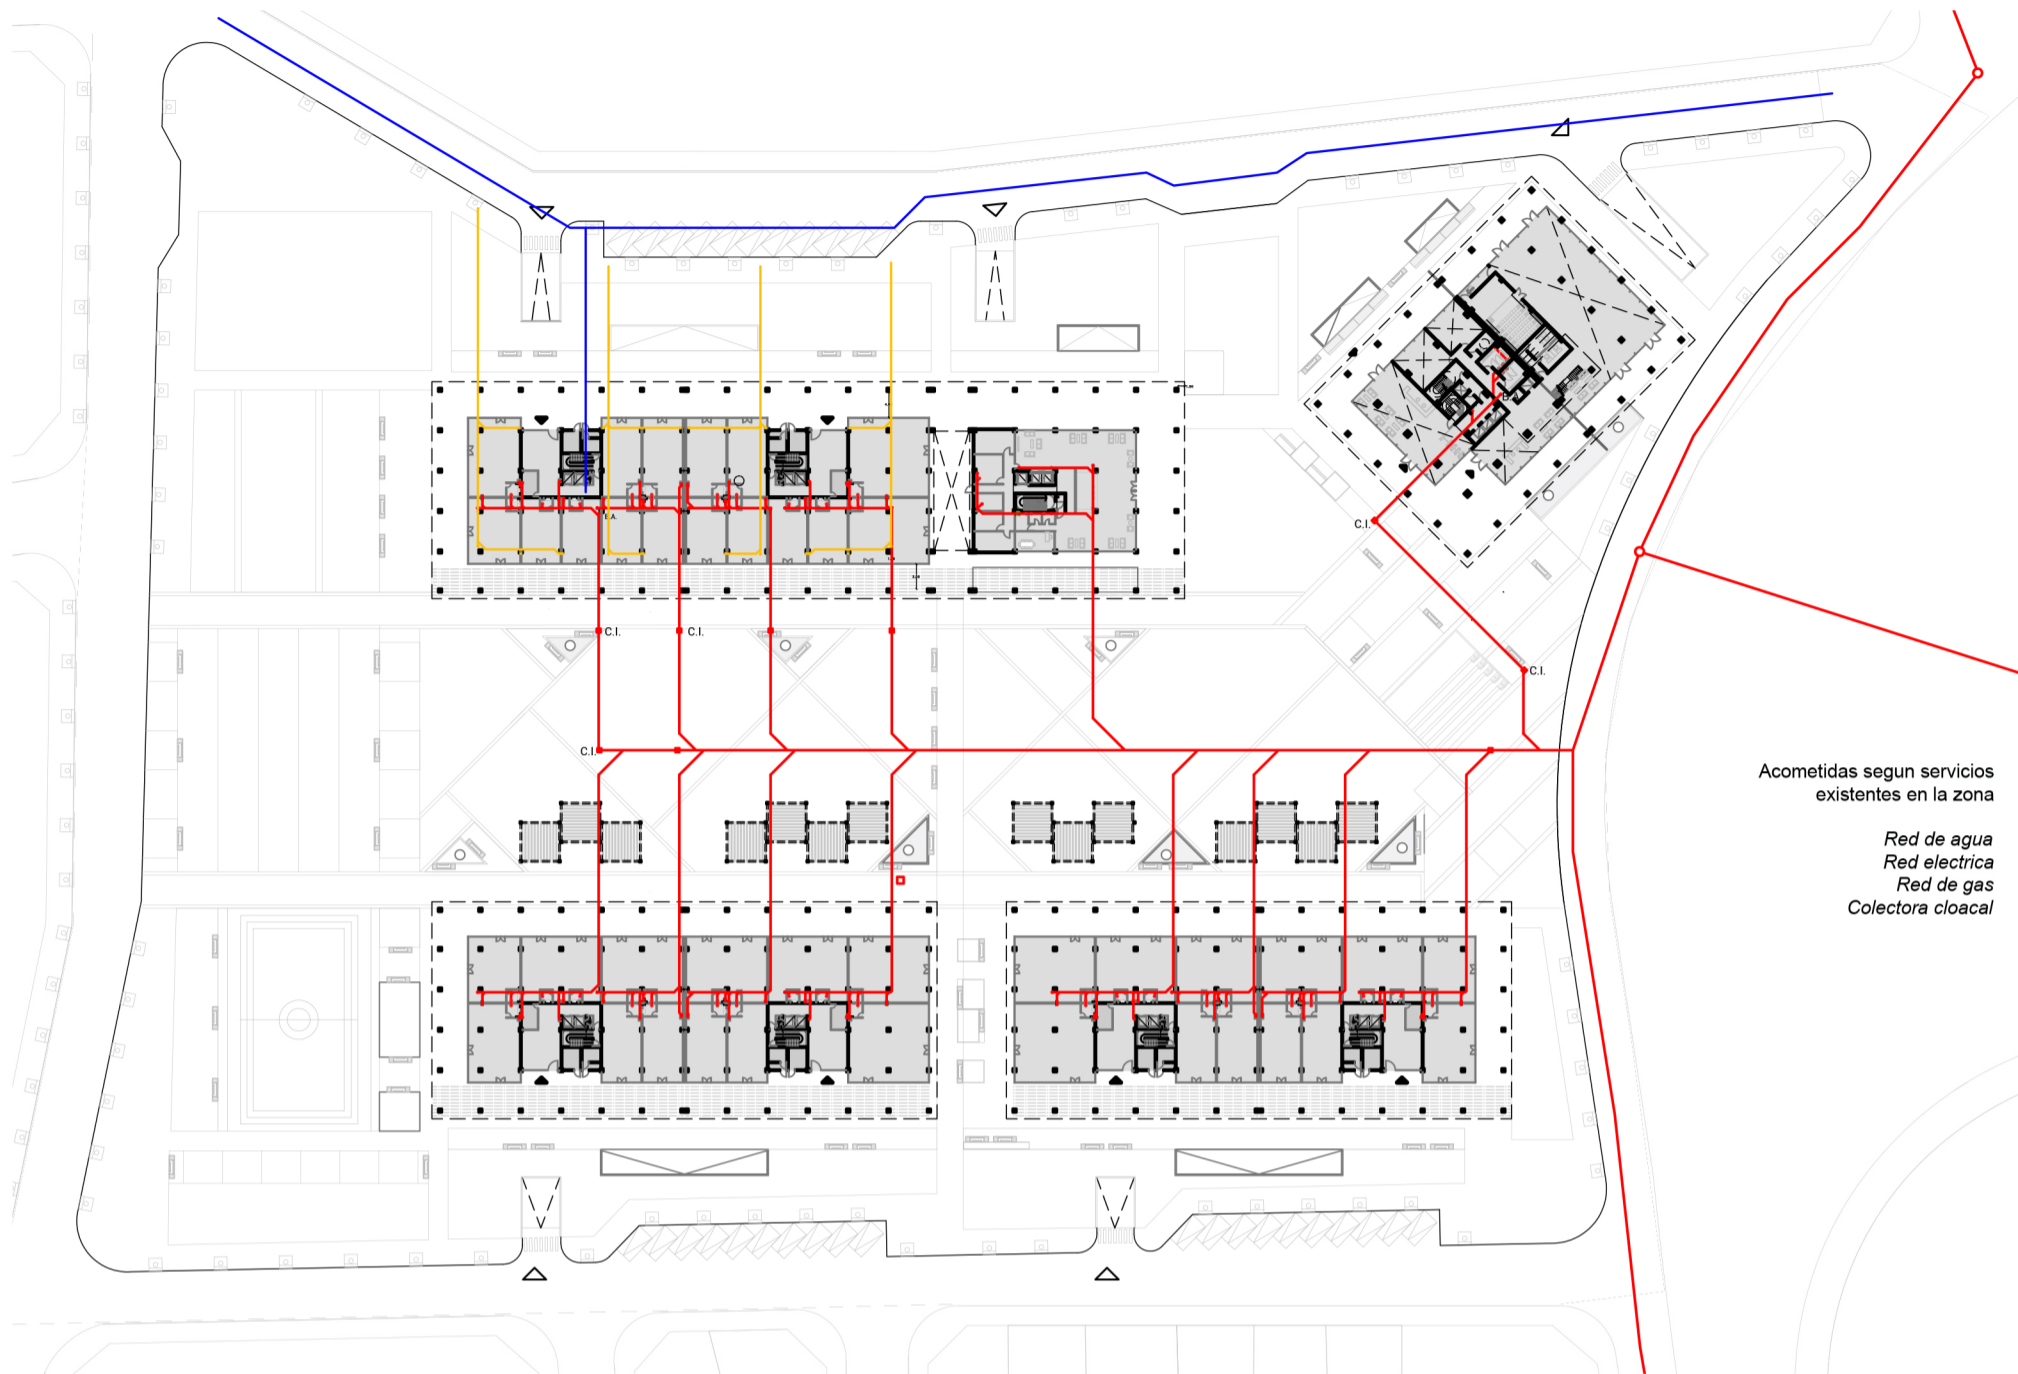 B.A.
B.A.
C.I.
C.I.
C.I.
C.I.
C.I.
Acometidas segun servicios
existentes en la zona
Red de agua
Red electrica
Red de gas
Colectora cloacal